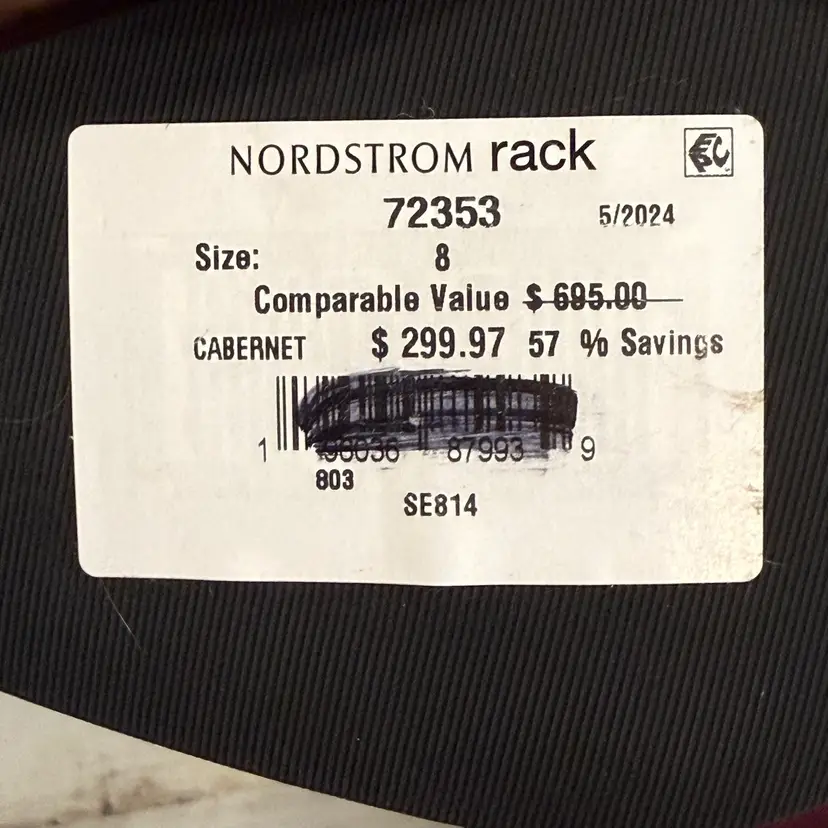 NORDSTROM rack
72353 5/2024
Size: 8
Comparable Value $ 695.00
CABERNET $ 299.97 57 % Savings
1 87993 9
803
SE814